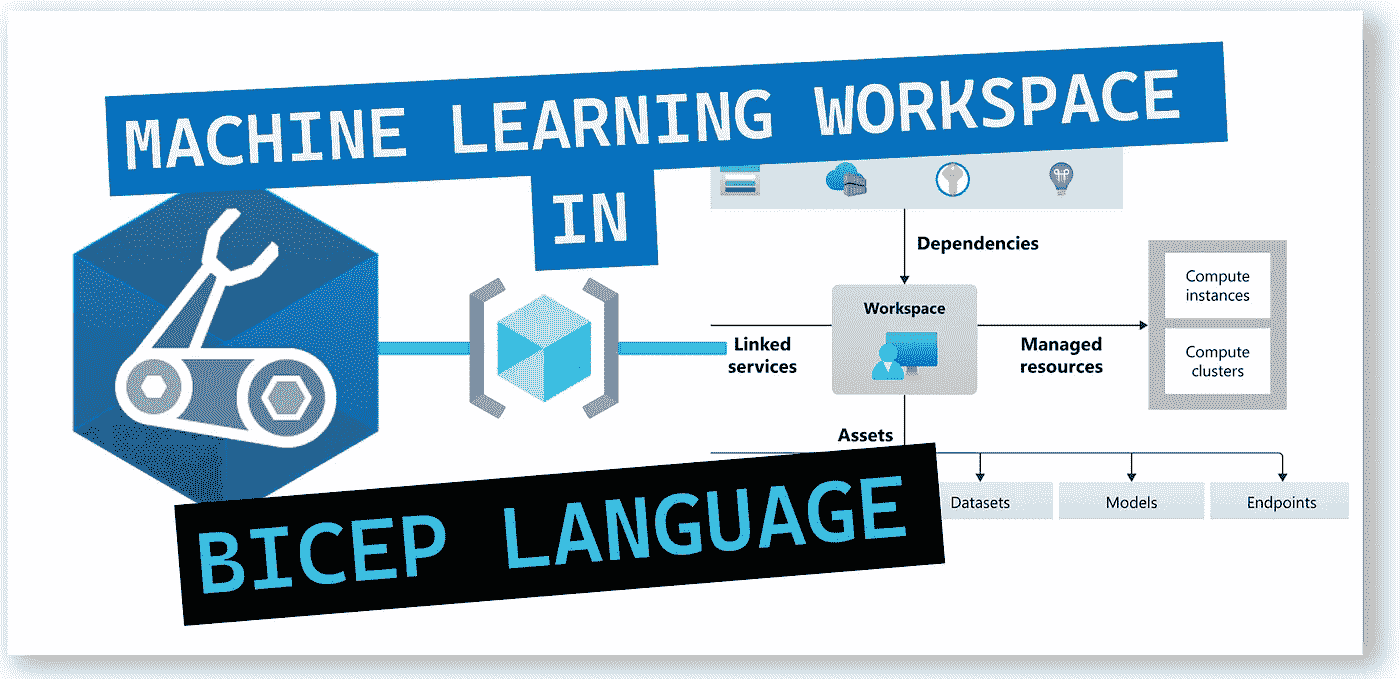 MACHINE LEARNING WORKSPACE
IN
Dependencies
Workspace
Compute
instances
Compute
clusters
Linked
services
Managed
resources
Assets
Datasets
Models
Endpoints
BICEP LANGUAGE